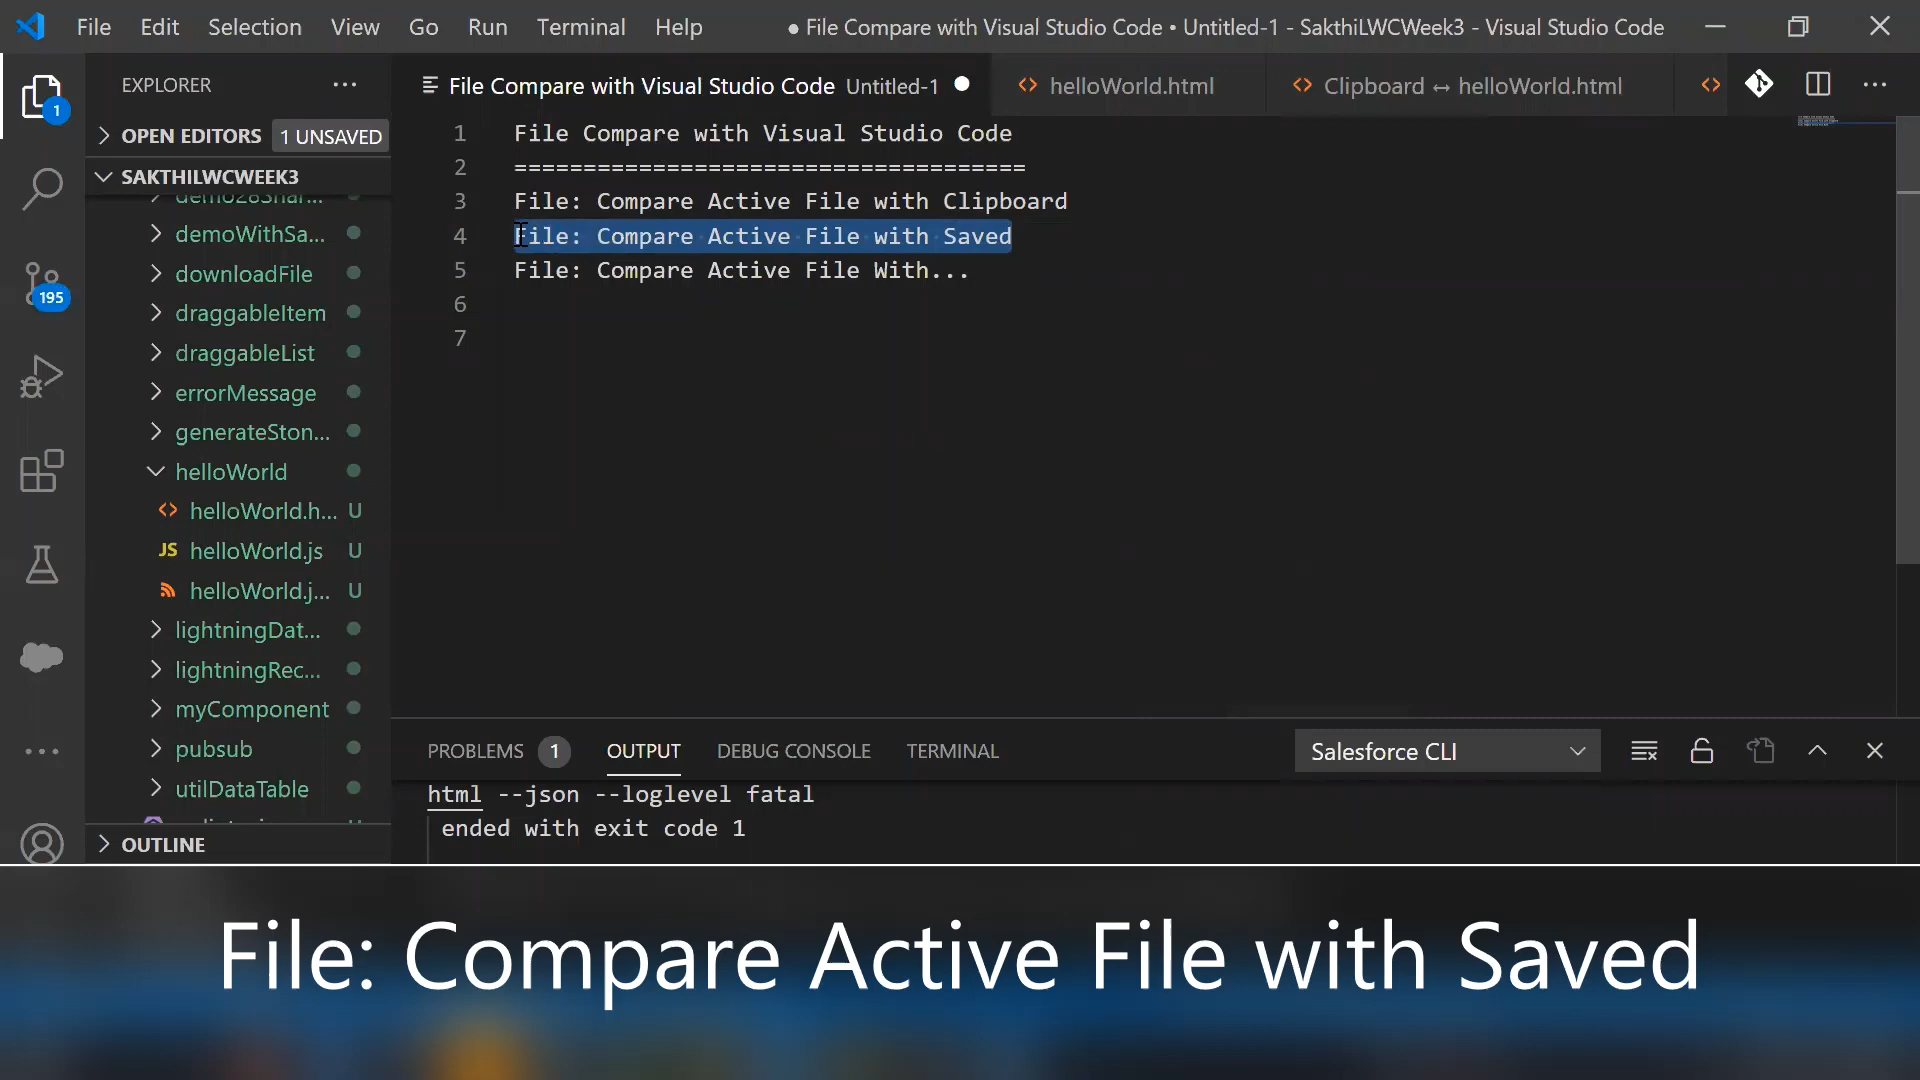 File Edit Selection View Go Run Terminal Help
● File Compare with Visual Studio Code • Untitled-1 - SakthiLWCWeek3 - Visual Studio Code
EXPLORER
1
OPEN EDITORS 1 UNSAVED
SAKTHILWCWEEK3
demo28Shar...
demoWithSa...
downloadFile
draggableItem
draggableList
errorMessage
generateSton...
helloWorld
helloWorld.h... U
JS helloWorld.js U
helloWorld.j... U
lightningDat...
lightningRec...
myComponent
pubsub
utilDataTable
OUTLINE
195
File Compare with Visual Studio Code Untitled-1
helloWorld.html
Clipboard ↔ helloWorld.html
1 File Compare with Visual Studio Code
2 =====================================
3 File: Compare Active File with Clipboard
4 File: Compare Active File with Saved
5 File: Compare Active File With...
6
7
PROBLEMS 1 OUTPUT DEBUG CONSOLE TERMINAL
Salesforce CLI
html --json --loglevel fatal
ended with exit code 1
File: Compare Active File with Saved